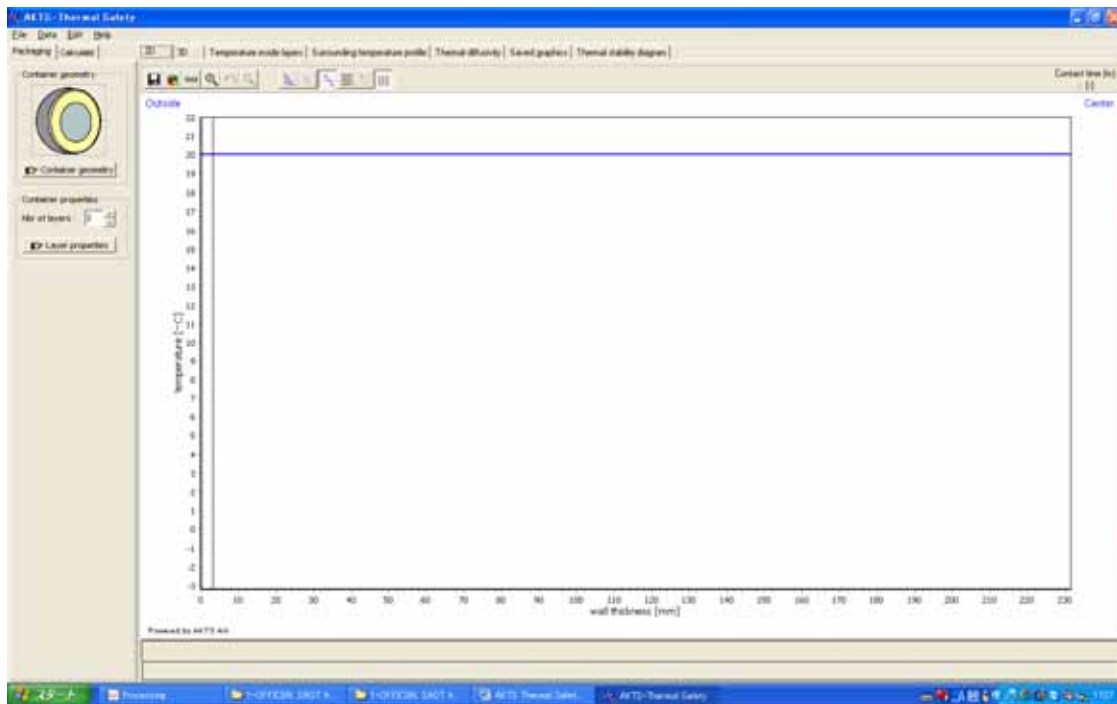 AKTS-Thermal Safety
File Data Edit Help
Packaging Calculate
2D 3D Temperature inside layers Surrounding temperature profile Thermal diffusivity Saved graphics Thermal stability diagram
Container geometry
Contact time [h]
Outside
Center
Container geometry
Container properties
Nbr of layers
Layer properties
22
21
20
19
18
17
16
15
14
13
12
11
10
9
8
7
6
5
4
3
2
1
0
-1
-2
-3
0 10 20 30 40 50 60 70 80 90 100 110 120 130 140 150 160 170 180 190 200 210 220 230
wall thickness [mm]
Powered by AKTS AG
スタート Processing AKTS-Thermal Safety